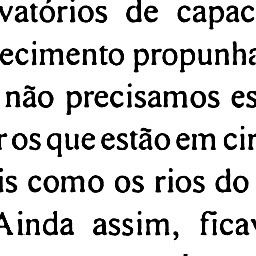 vatórios de capac
ecimento propunha
não precisamos es
r os que estão em cir
is como os rios do
Ainda assim, ficav